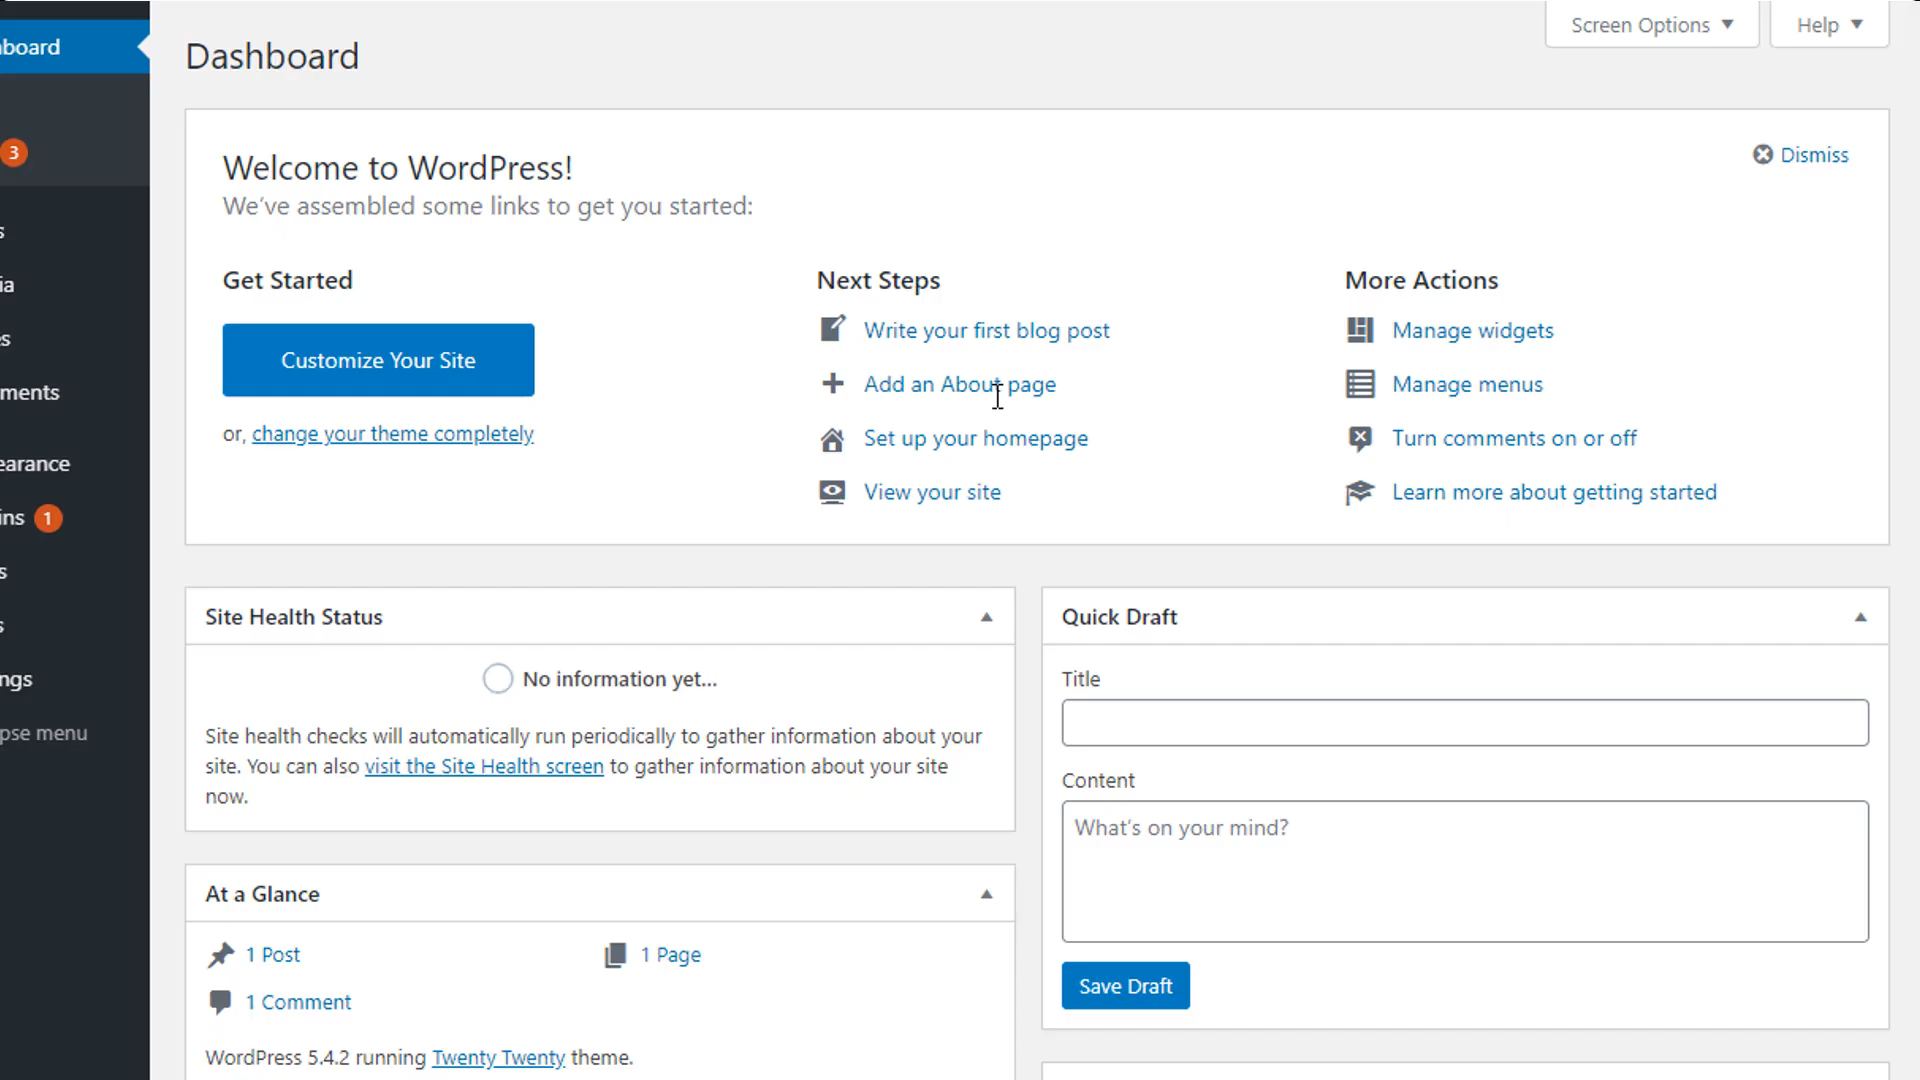 Screen Options
Help
board
Dashboard
3
Welcome to WordPress!
Dismiss
We've assembled some links to get you started:
s
ia
Get Started
Next Steps
More Actions
Customize Your Site
Write your first blog post
Manage widgets
es
Add an About page
Manage menus
ments
or, change your theme completely
Set up your homepage
Turn comments on or off
earance
View your site
Learn more about getting started
ins 1
s
Site Health Status
Quick Draft
s
No information yet...
Title
ngs
Site health checks will automatically run periodically to gather information about your
site. You can also visit the Site Health screen to gather information about your site
now.
pse menu
Content
What's on your mind?
At a Glance
1 Post
1 Page
Save Draft
1 Comment
WordPress 5.4.2 running Twenty Twenty theme.